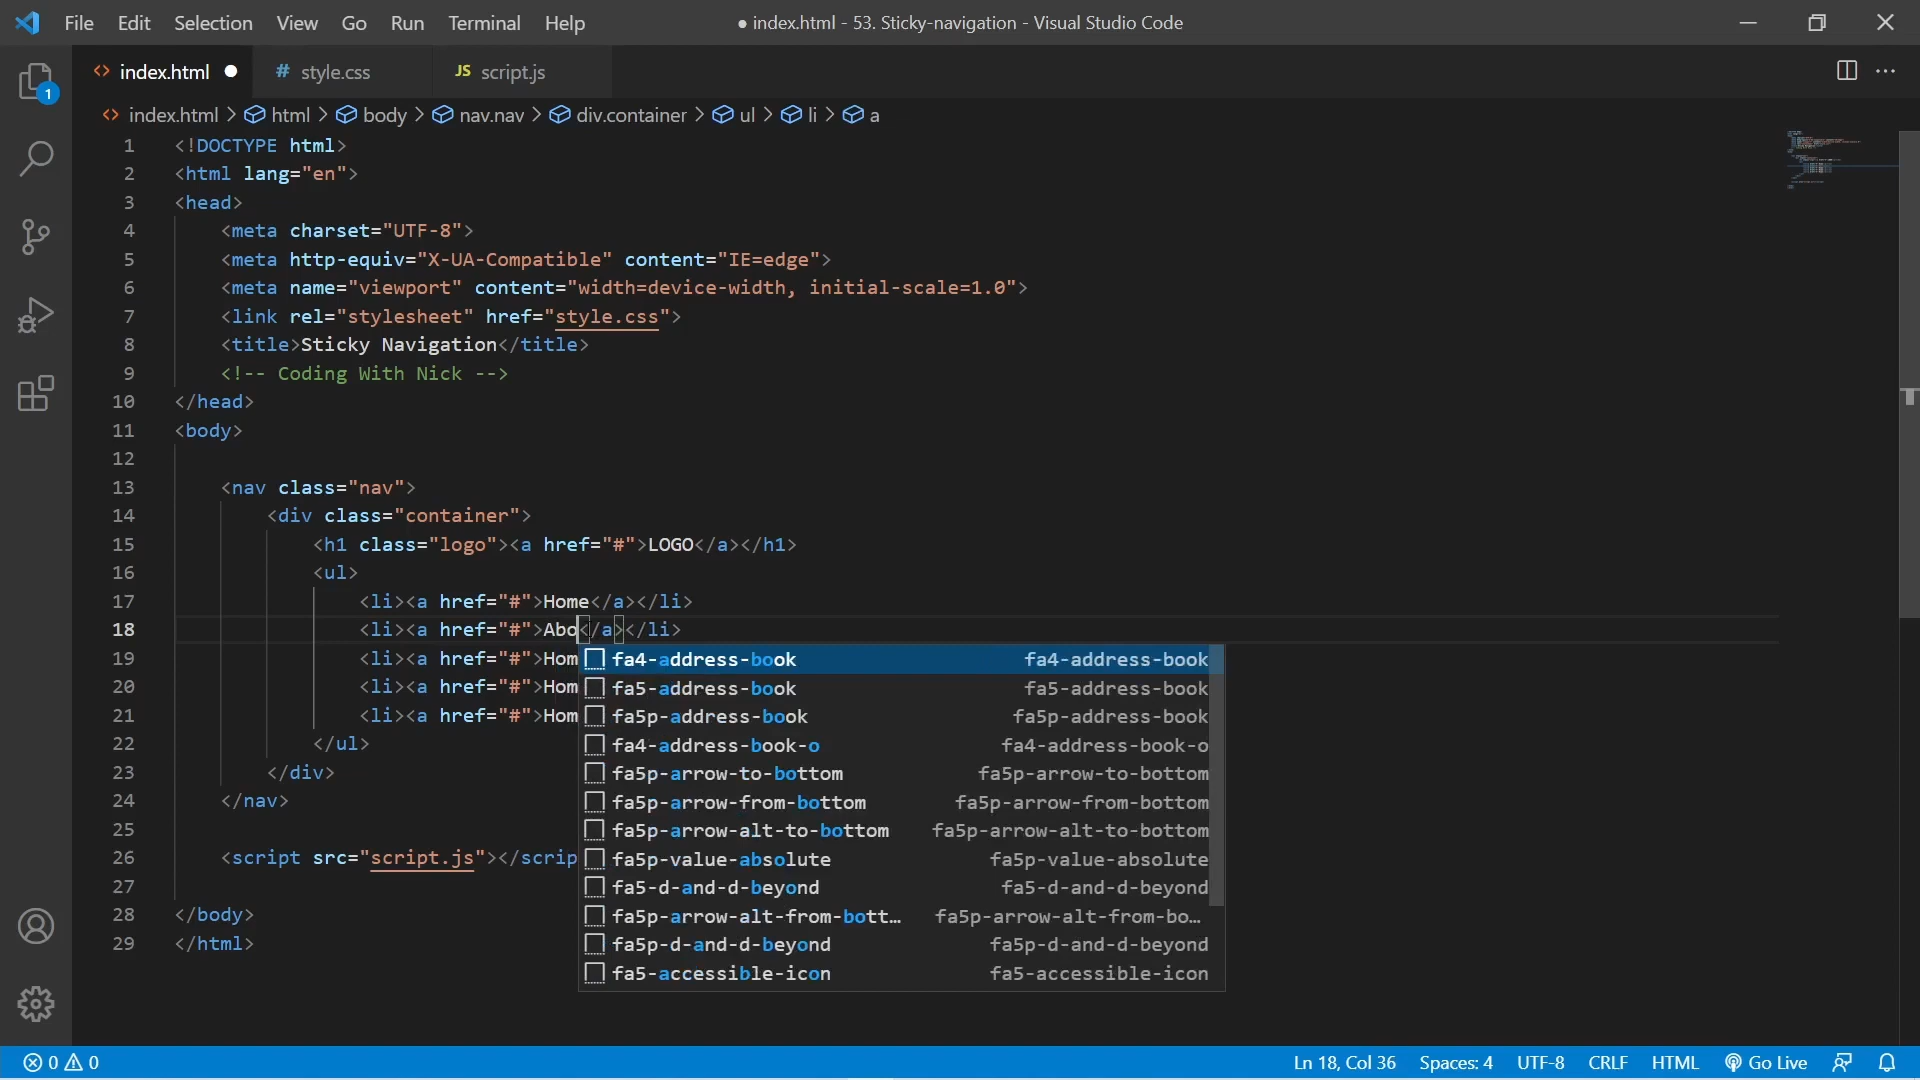 File Edit Selection View Go Run Terminal Help ● index.html - 53. Sticky-navigation - Visual Studio Code
<> index.html ● # style.css JS script.js
<> index.html > html > body > nav.nav > div.container > ul > li > a
1
1 <!DOCTYPE html>
2 <html lang="en">
3 <head>
4 <meta charset="UTF-8">
5 <meta http-equiv="X-UA-Compatible" content="IE=edge">
6 <meta name="viewport" content="width=device-width, initial-scale=1.0">
7 <link rel="stylesheet" href="style.css">
8 <title>Sticky Navigation</title>
9 <!-- Coding With Nick -->
10 </head>
11 <body>
12
13 <nav class="nav">
14 <div class="container">
15 <h1 class="logo"><a href="#">LOGO</a></h1>
16 <ul>
17 <li><a href="#">Home</a></li>
18 <li><a href="#">Abo</a></li>
19 <li><a href="#">Hom
20 <li><a href="#">Hom
21 <li><a href="#">Hom
22 </ul>
23 </div>
24 </nav>
25
26 <script src="script.js"></scrip
27
28 </body>
29 </html>
fa4-address-book fa4-address-book
fa5-address-book fa5-address-book
fa5p-address-book fa5p-address-book
fa4-address-book-o fa4-address-book-o
fa5p-arrow-to-bottom fa5p-arrow-to-bottom
fa5p-arrow-from-bottom fa5p-arrow-from-bottom
fa5p-arrow-alt-to-bottom fa5p-arrow-alt-to-bottom
fa5p-value-absolute fa5p-value-absolute
fa5-d-and-d-beyond fa5-d-and-d-beyond
fa5p-arrow-alt-from-bott… fa5p-arrow-alt-from-bo…
fa5p-d-and-d-beyond fa5p-d-and-d-beyond
fa5-accessible-icon fa5-accessible-icon
0 0 Ln 18, Col 36 Spaces: 4 UTF-8 CRLF HTML Go Live